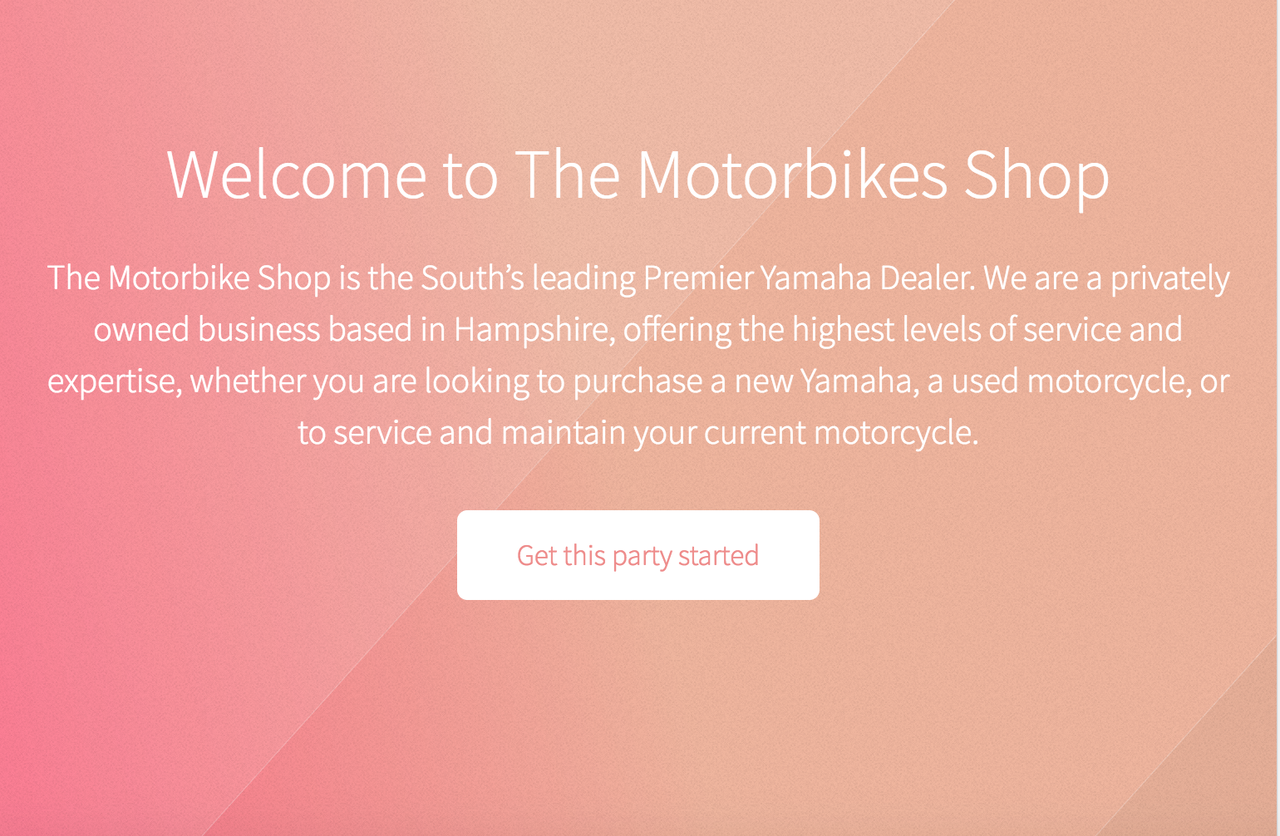 Welcome to The Motorbikes Shop
The Motorbike Shop is the South’s leading Premier Yamaha Dealer. We are a privately
owned business based in Hampshire, offering the highest levels of service and
expertise, whether you are looking to purchase a new Yamaha, a used motorcycle, or
to service and maintain your current motorcycle.
Get this party started